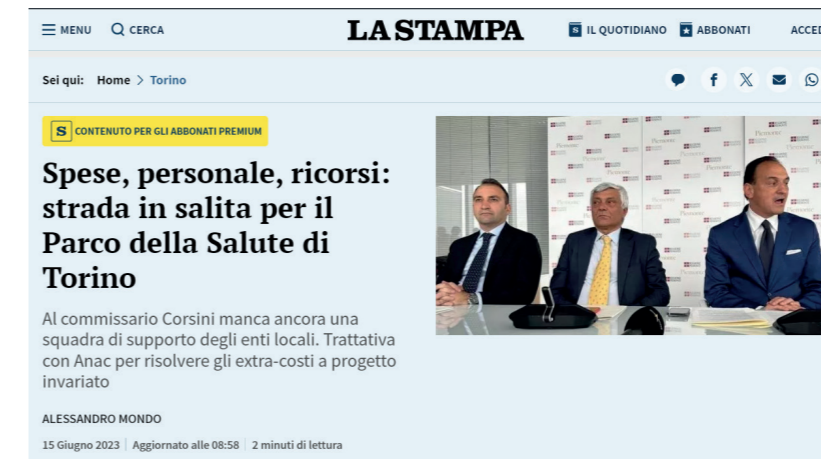 MENU CERCA LA STAMPA IL QUOTIDIANO ABBONATI ACCED
Sei qui: Home > Torino
CONTENUTO PER GLI ABBONATI PREMIUM
Spese, personale, ricorsi:
strada in salita per il
Parco della Salute di
Torino
Al commissario Corsini manca ancora una
squadra di supporto degli enti locali. Trattativa
con Anac per risolvere gli extra-costi a progetto
invariato
ALESSANDRO MONDO
15 Giugno 2023 | Aggiornato alle 08:58 | 2 minuti di lettura